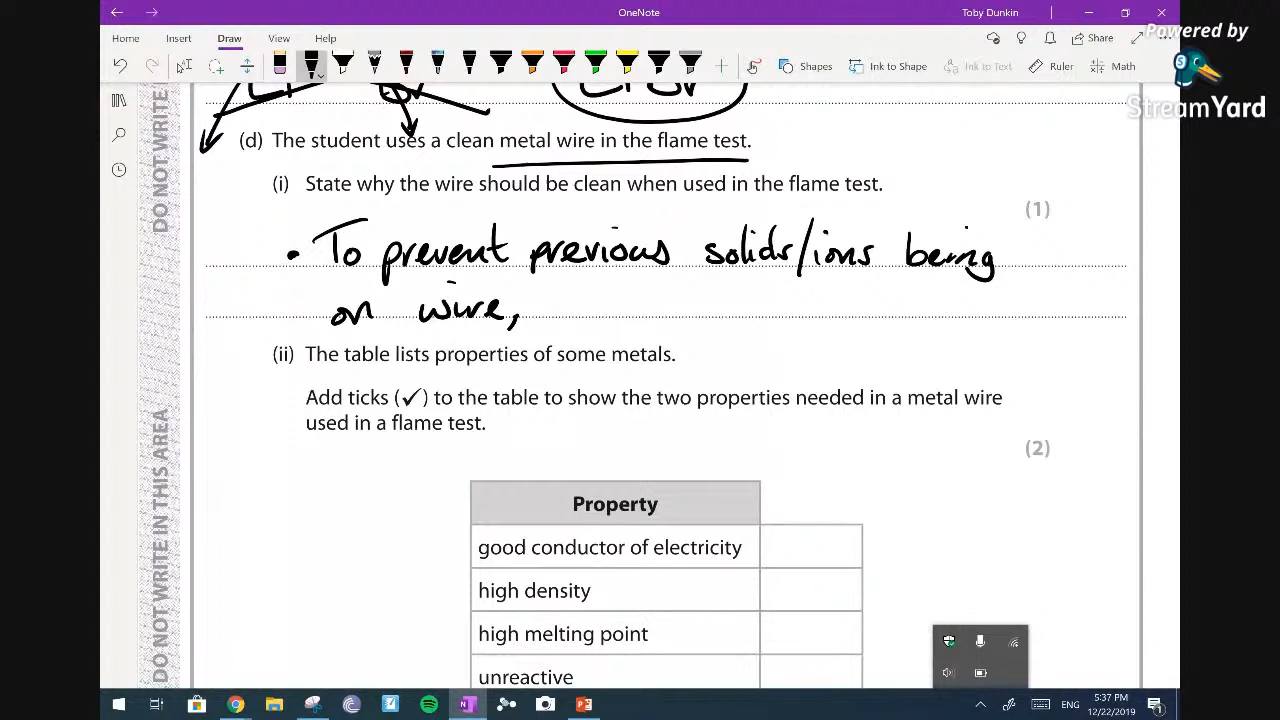 OneNote
Toby Dunkin
Powered by
StreamYard
Home Insert Draw View Help Share
Shapes Ink to Shape Ink to Text Ruler Math
DO NOT WRITE
(d) The student uses a clean metal wire in the flame test.
(i) State why the wire should be clean when used in the flame test.
(1)
• To prevent previous solids/ions being
on wire,
(ii) The table lists properties of some metals.
Add ticks (✓) to the table to show the two properties needed in a metal wire
used in a flame test.
(2)
DO NOT WRITE IN THIS AREA
Property
good conductor of electricity
high density
high melting point
unreactive
ENG
5:37 PM
12/22/2019